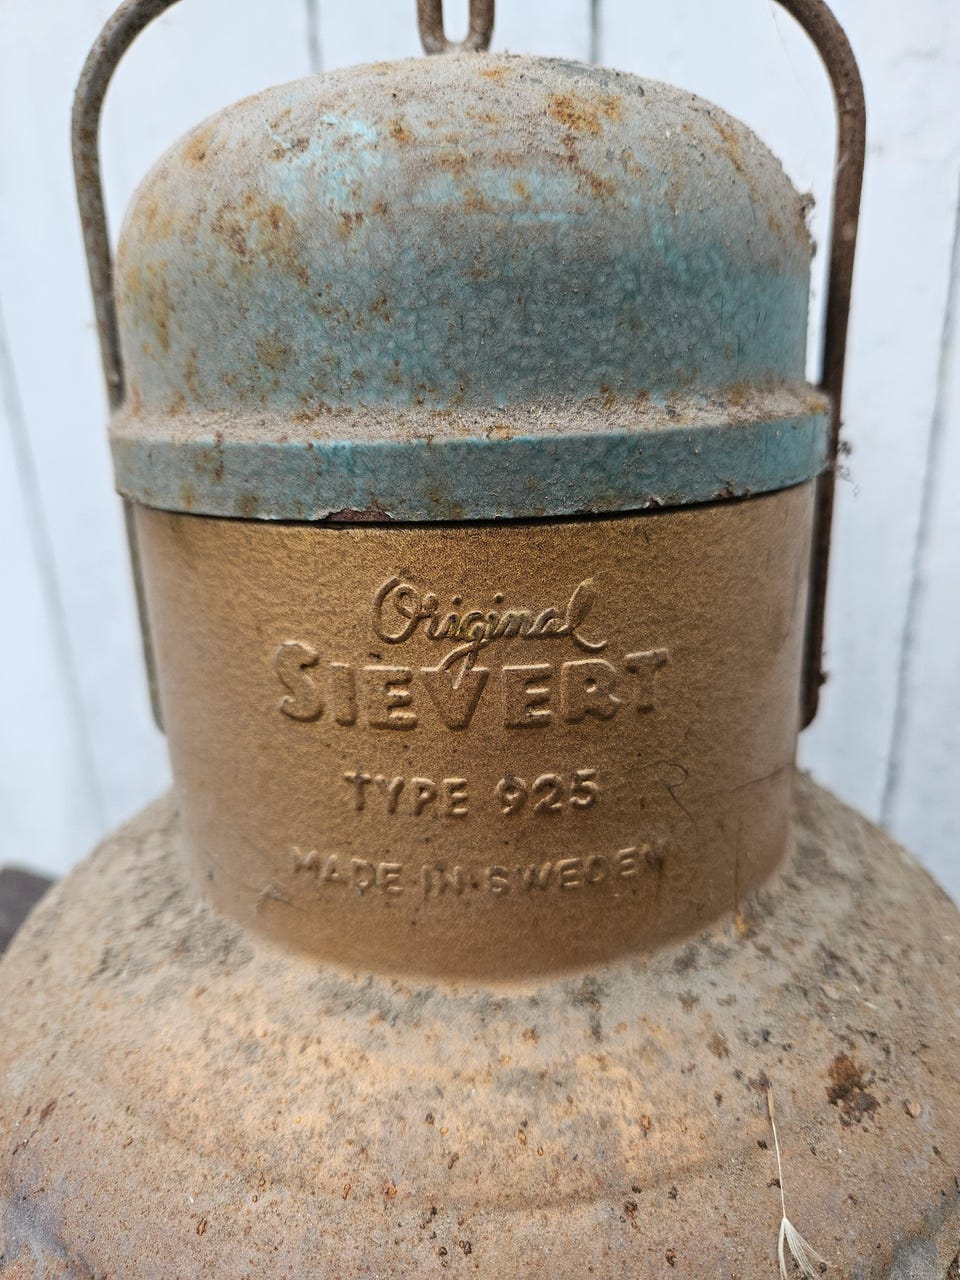 Original
SIEVERT
TYPE 925
MADE IN SWEDEN